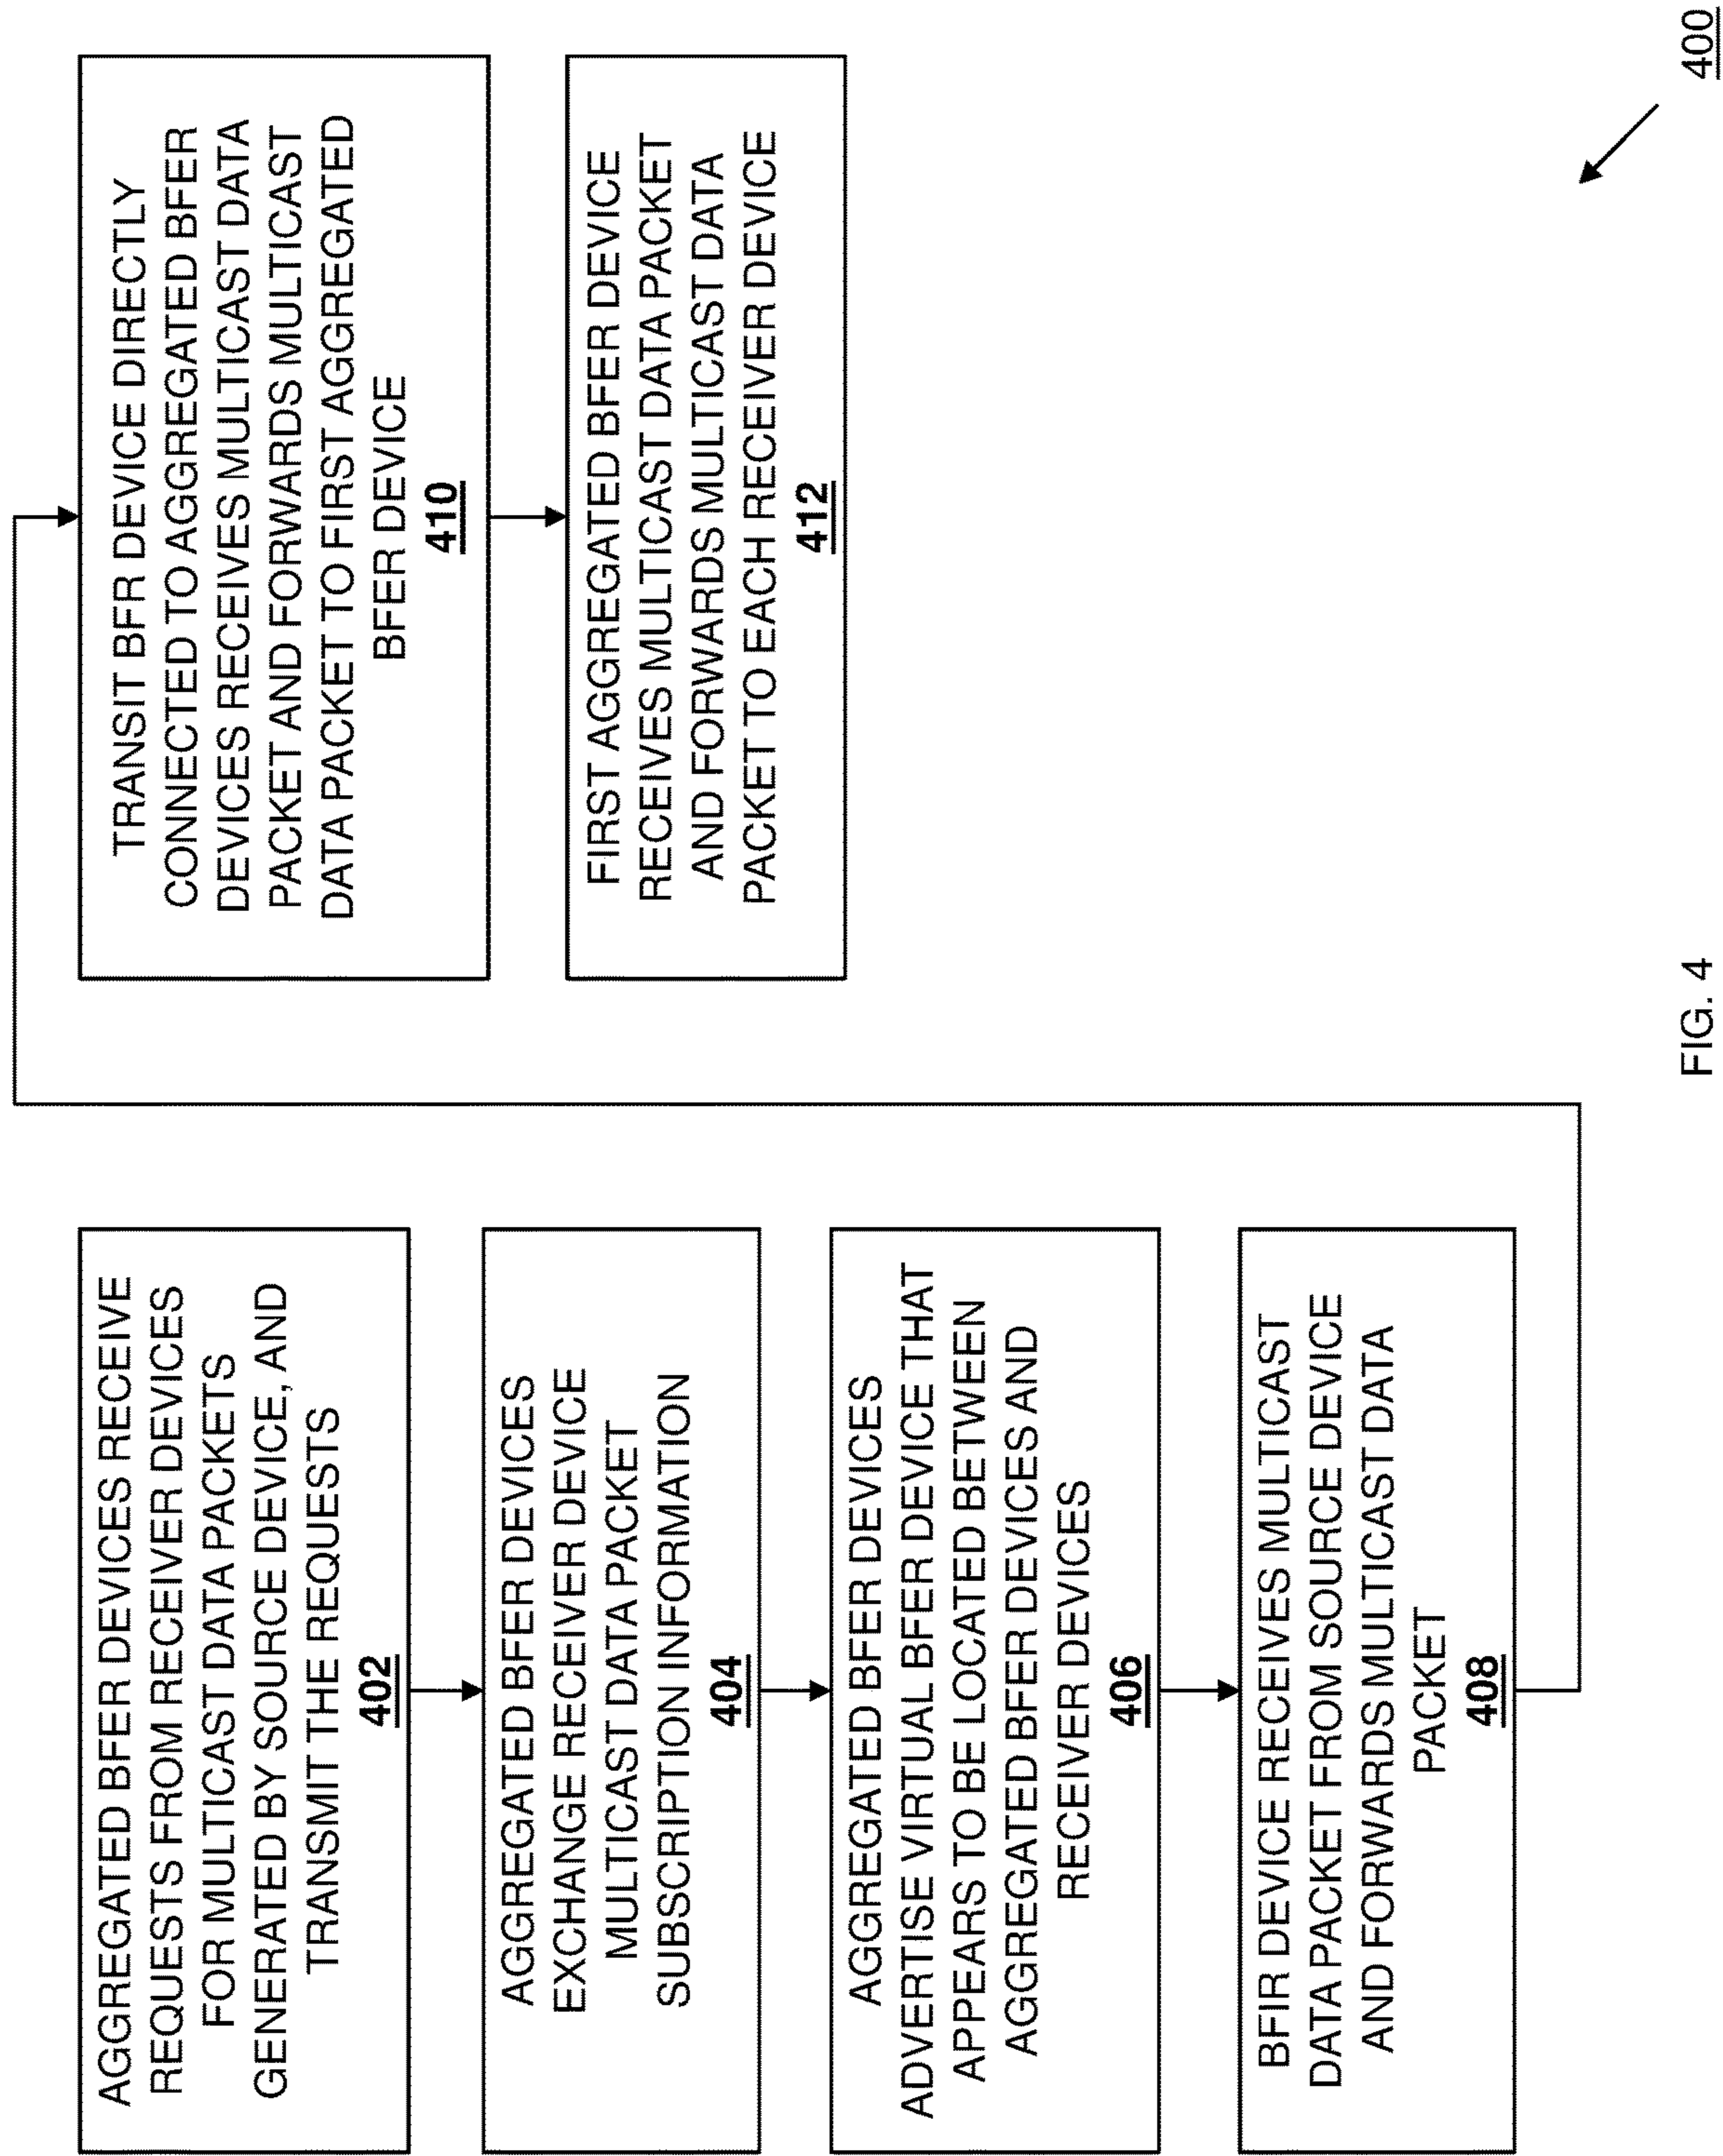 AGGREGATED BFER DEVICES RECEIVE
REQUESTS FROM RECEIVER DEVICES
FOR MULTICAST DATA PACKETS
GENERATED BY SOURCE DEVICE, AND
TRANSMIT THE REQUESTS
402
AGGREGATED BFER DEVICES
EXCHANGE RECEIVER DEVICE
MULTICAST DATA PACKET
SUBSCRIPTION INFORMATION
404
AGGREGATED BFER DEVICES
ADVERTISE VIRTUAL BFER DEVICE THAT
APPEARS TO BE LOCATED BETWEEN
AGGREGATED BFER DEVICES AND
RECEIVER DEVICES
406
BFIR DEVICE RECEIVES MULTICAST
DATA PACKET FROM SOURCE DEVICE
AND FORWARDS MULTICAST DATA
PACKET
408
TRANSIT BFR DEVICE DIRECTLY
CONNECTED TO AGGREGATED BFER
DEVICES RECEIVES MULTICAST DATA
PACKET AND FORWARDS MULTICAST
DATA PACKET TO FIRST AGGREGATED
BFER DEVICE
410
FIRST AGGREGATED BFER DEVICE
RECEIVES MULTICAST DATA PACKET
AND FORWARDS MULTICAST DATA
PACKET TO EACH RECEIVER DEVICE
412
400
FIG. 4